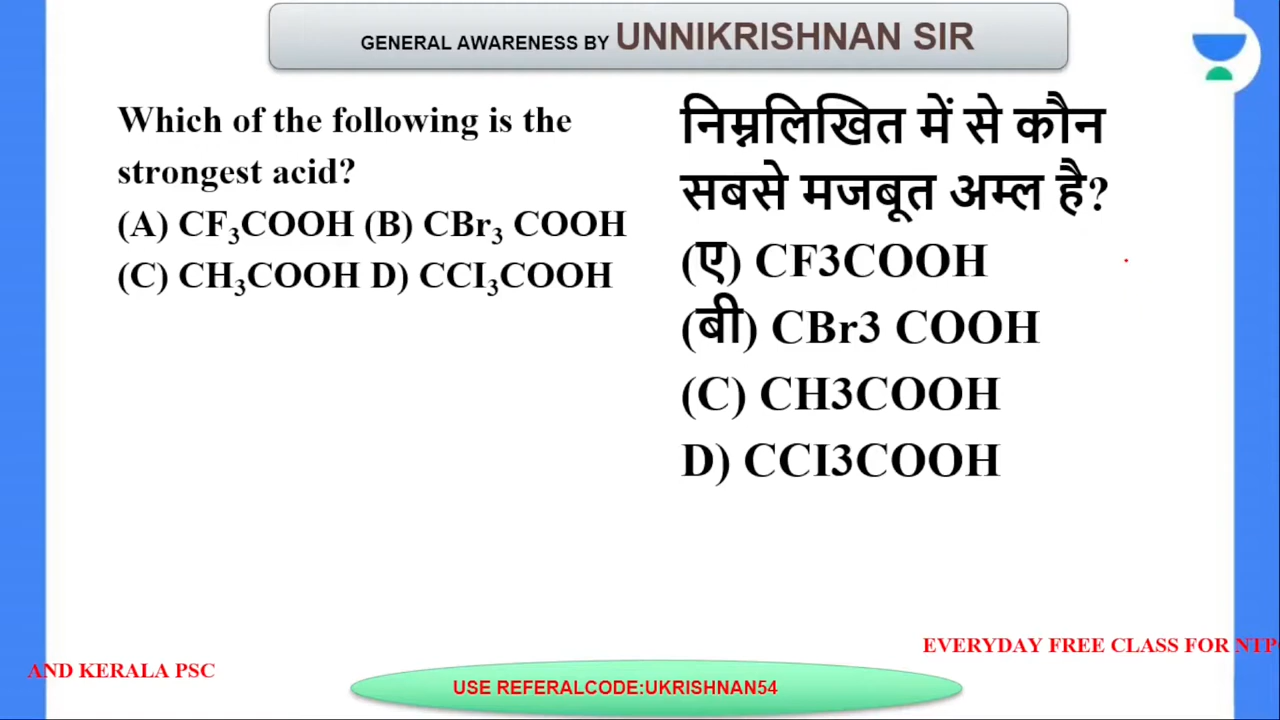 GENERAL AWARENESS BY UNNIKRISHNAN SIR
Which of the following is the
strongest acid?
(A) CF₃COOH (B) CBr₃ COOH
(C) CH₃COOH D) CCI₃COOH
निम्नलिखित में से कौन
सबसे मजबूत अम्ल है?
(ए) CF3COOH
(बी) CBr3 COOH
(C) CH3COOH
D) CCI3COOH
EVERYDAY FREE CLASS FOR NTP
AND KERALA PSC
USE REFERALCODE:UKRISHNAN54